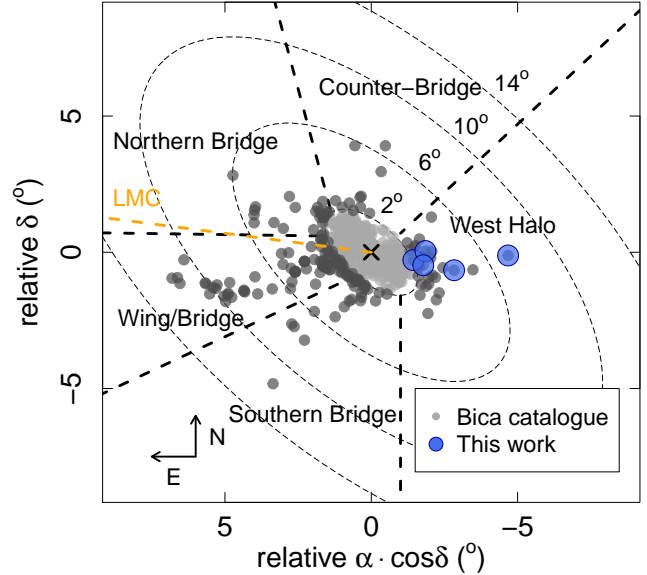 Counter−Bridge
14°
10°
Northern Bridge
6°
LMC
2°
West Halo
Wing/Bridge
Southern Bridge
N
E
Bica catalogue
This work
5
0
−5
5
0
−5
relative δ (°)
relative α · cosδ (°)